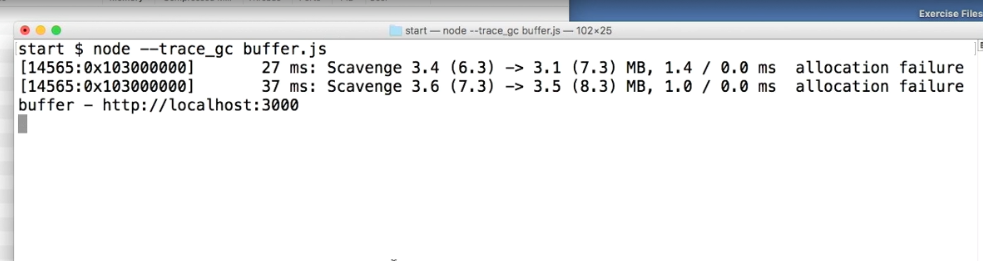 Exercise Files
start — node --trace_gc buffer.js — 102×25
start $ node --trace_gc buffer.js
[14565:0x103000000]       27 ms: Scavenge 3.4 (6.3) -> 3.1 (7.3) MB, 1.4 / 0.0 ms  allocation failure
[14565:0x103000000]       37 ms: Scavenge 3.6 (7.3) -> 3.5 (8.3) MB, 1.0 / 0.0 ms  allocation failure
buffer - http://localhost:3000